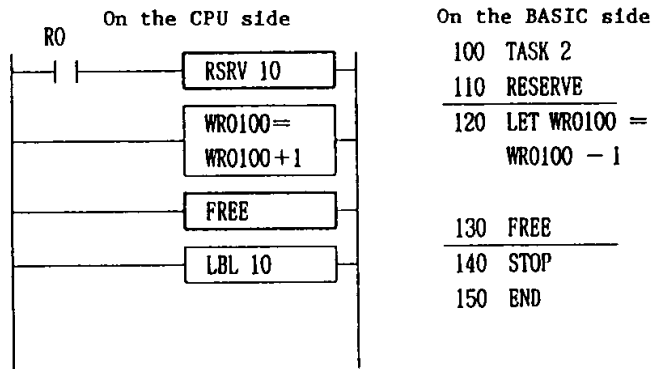 On the CPU side
R0
RSRV 10
WR0100=
WR0100+1
FREE
LBL 10
On the BASIC side
100 TASK 2
110 RESERVE
120 LET WR0100 =
WR0100 - 1
130 FREE
140 STOP
150 END